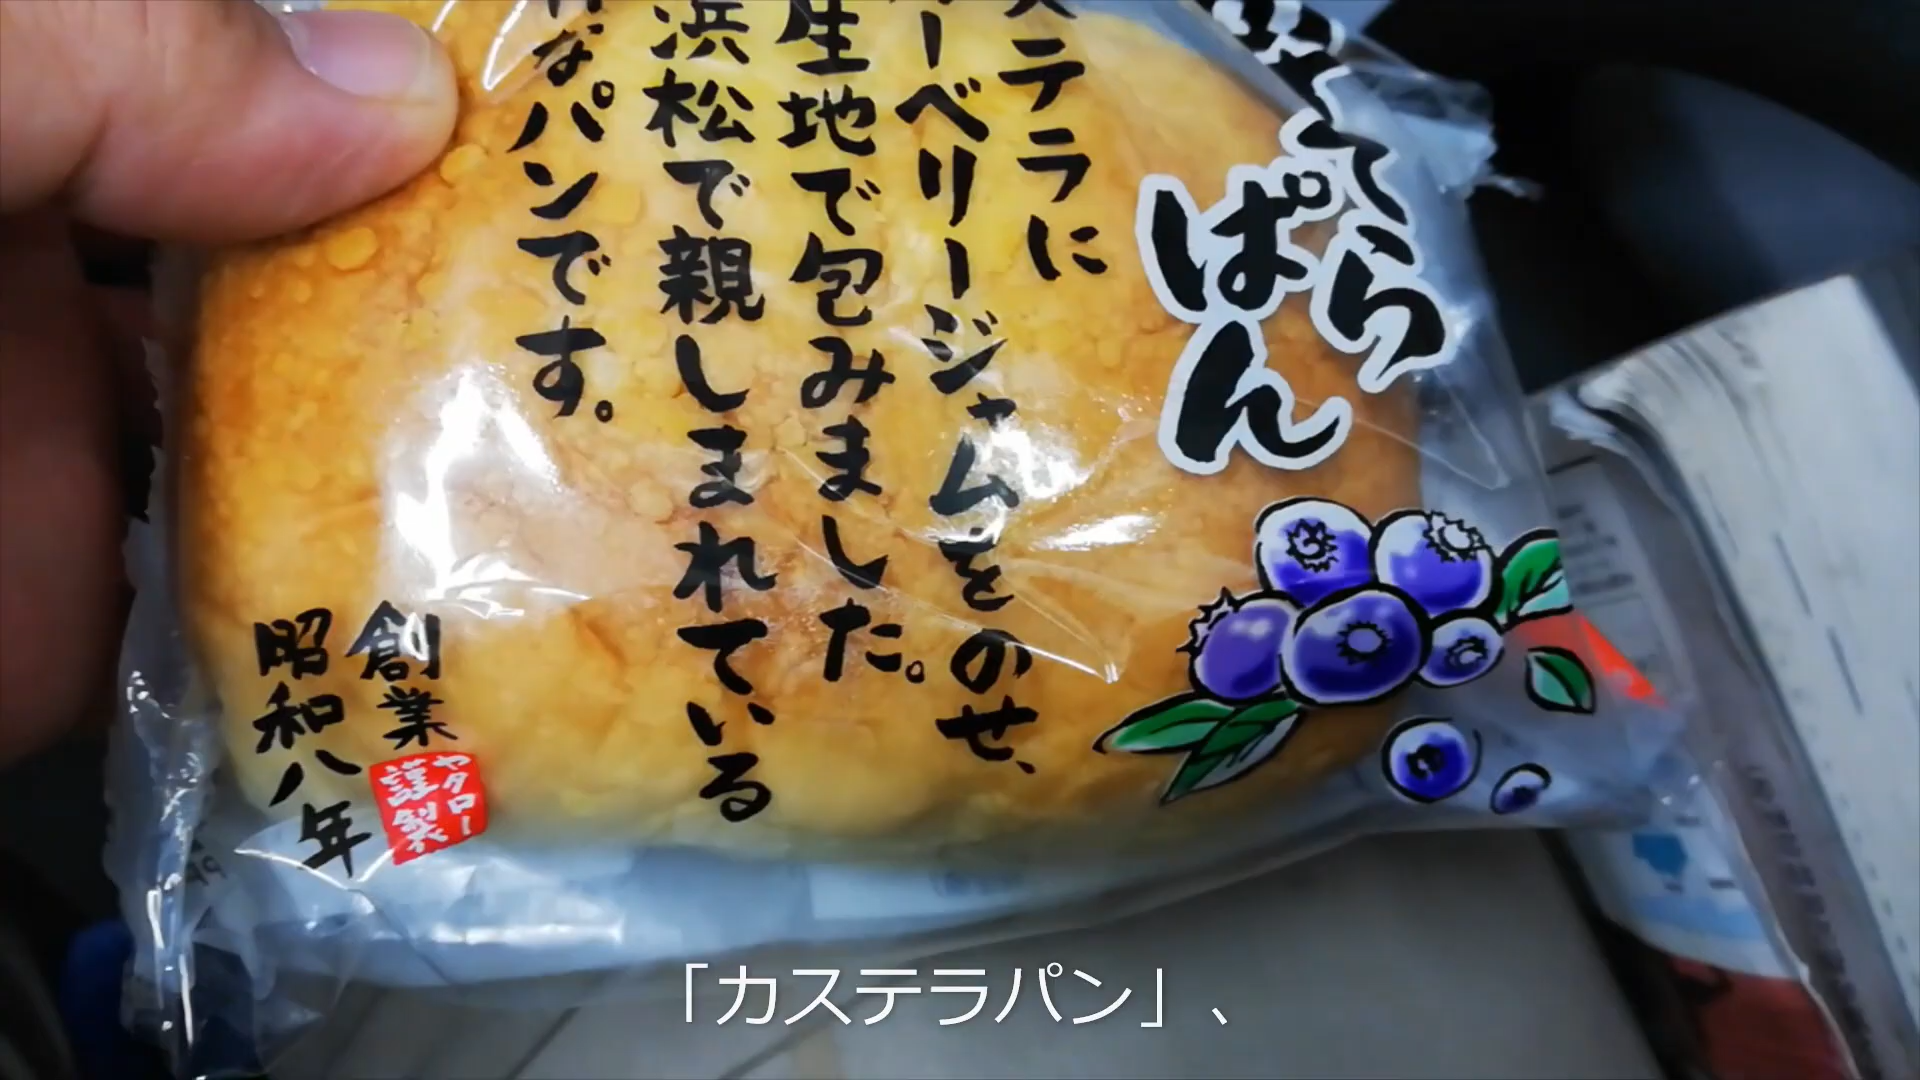 てら
ぱん
ステラに
ーベリージャムをのせ、
生地で包みました。
浜松で親しまれている
なパンです。
創業
昭和八年
ヤタロー
謹製
「カステラパン」、